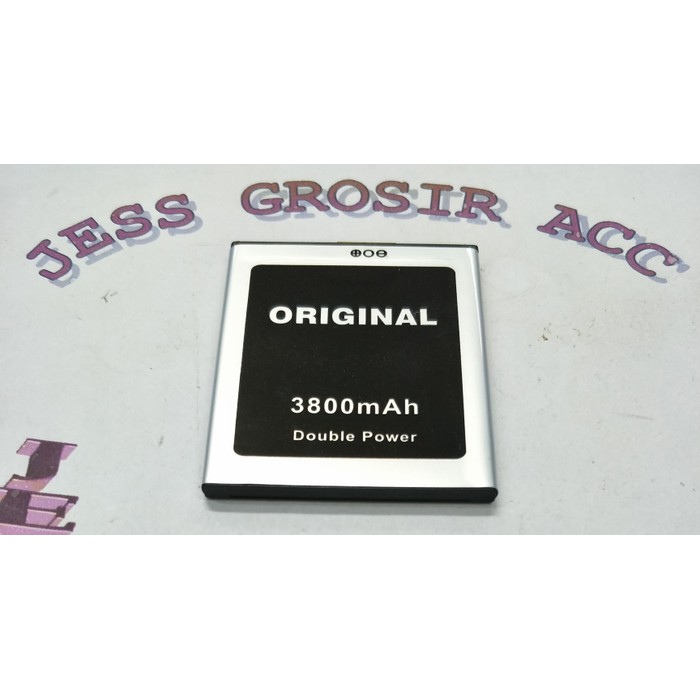 JESS GROSIR ACC
ORIGINAL
3800mAh
Double Power